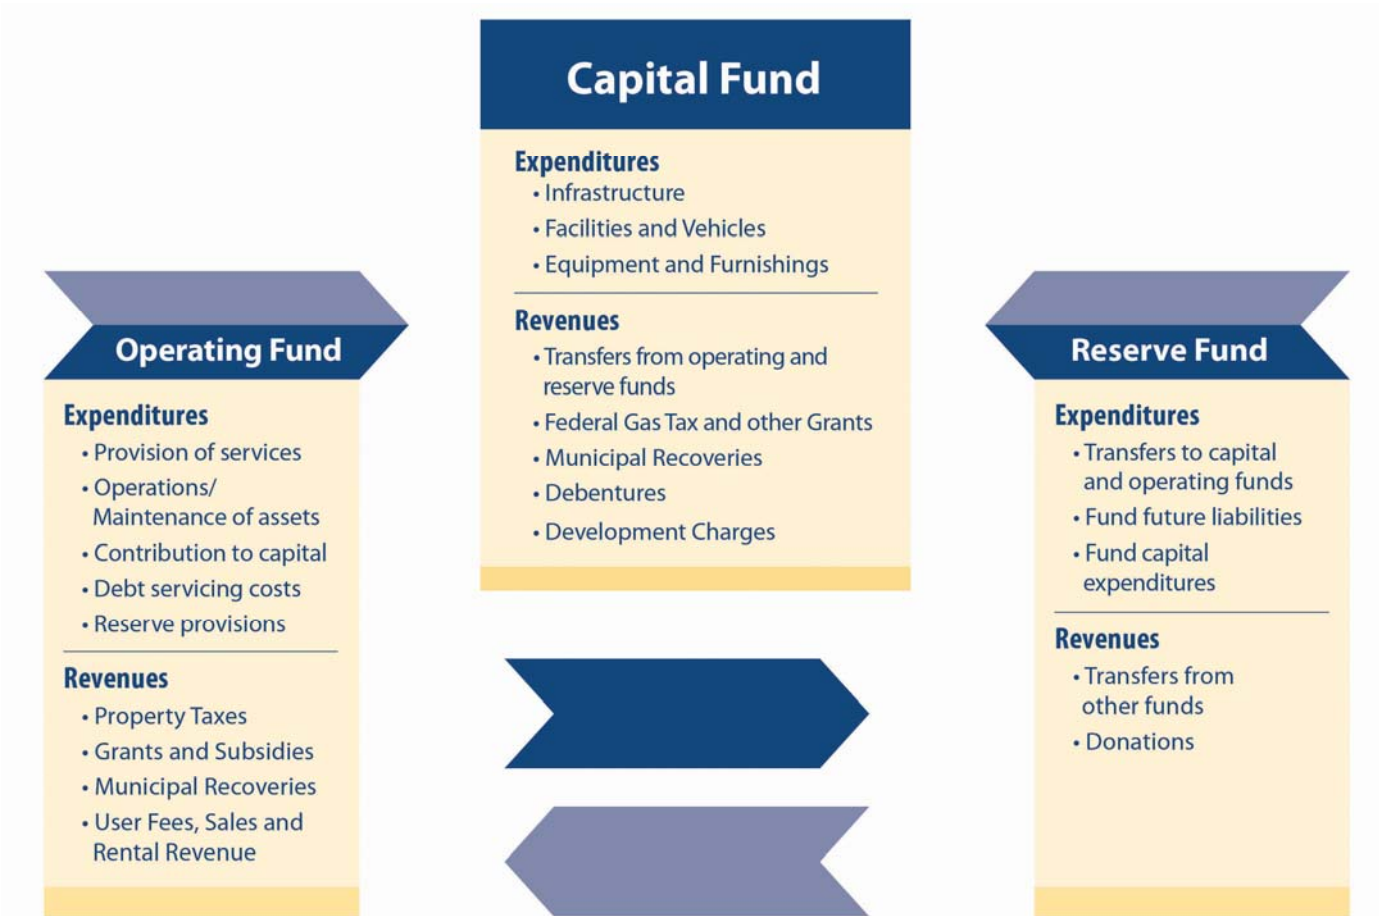 Capital Fund
Expenditures
• Infrastructure
• Facilities and Vehicles
• Equipment and Furnishings
Revenues
• Transfers from operating and
reserve funds
• Federal Gas Tax and other Grants
• Municipal Recoveries
• Debentures
• Development Charges
Operating Fund
Expenditures
• Provision of services
• Operations/
Maintenance of assets
• Contribution to capital
• Debt servicing costs
• Reserve provisions
Revenues
• Property Taxes
• Grants and Subsidies
• Municipal Recoveries
• User Fees, Sales and
Rental Revenue
Reserve Fund
Expenditures
• Transfers to capital
and operating funds
• Fund future liabilities
• Fund capital
expenditures
Revenues
• Transfers from
other funds
• Donations